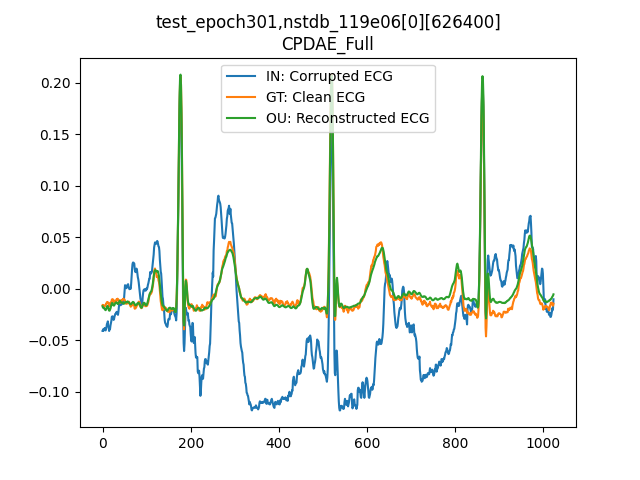 test_epoch301,nstdb_119e06[0][626400]
CPDAE_Full
IN: Corrupted ECG
GT: Clean ECG
OU: Reconstructed ECG
0.20
0.15
0.10
0.05
0.00
−0.05
−0.10
0 200 400 600 800 1000